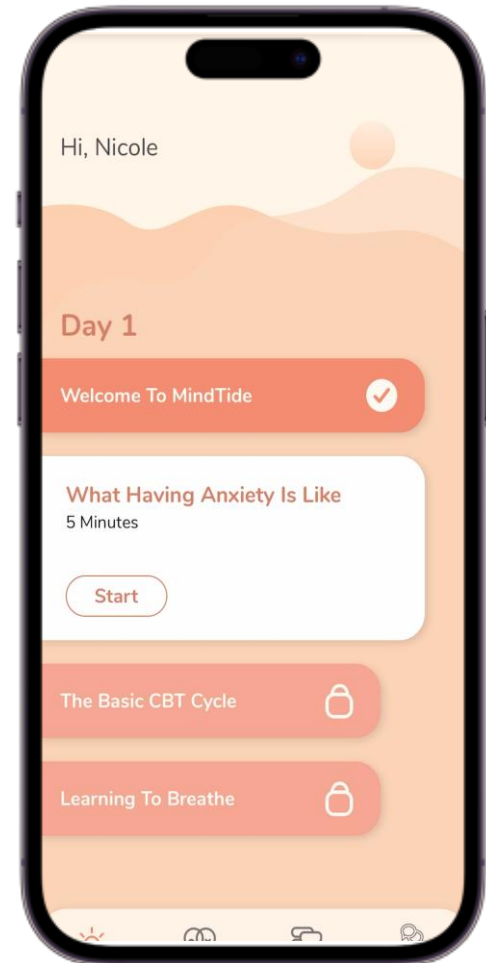 Hi, Nicole
Day 1
Welcome To MindTide
What Having Anxiety Is Like
5 Minutes
Start
The Basic CBT Cycle
Learning To Breathe